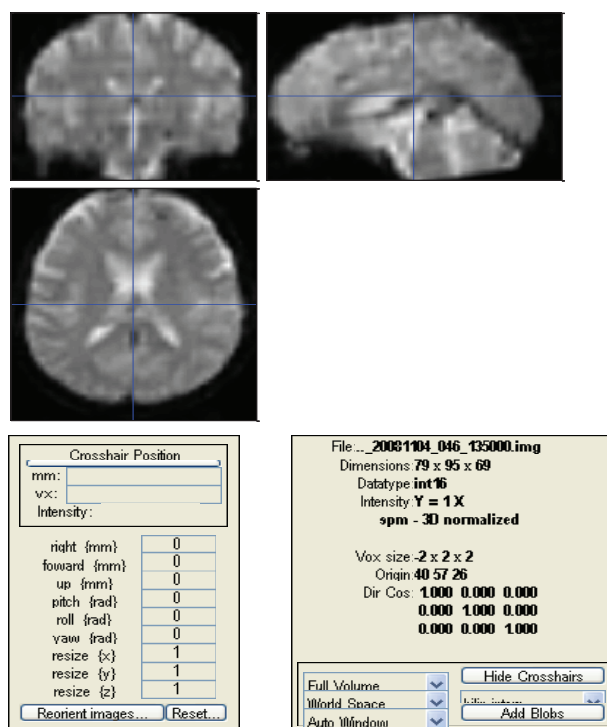 Crosshair Position
mm:
vx:
Intensity:
right {mm} 0
foward {mm} 0
up {mm} 0
pitch {rad} 0
roll {rad} 0
yaw {rad} 0
resize {x} 1
resize {y} 1
resize {z} 1
Reorient images... Reset...
File:.._20081104_046_135000.img
Dimensions:79 x 95 x 69
Datatype:int16
Intensity:Y = 1 X
spm - 3D normalized
Vox size:-2 x 2 x 2
Origin:40 57 26
Dir Cos: 1.000 0.000 0.000
0.000 1.000 0.000
0.000 0.000 1.000
Full Volume Hide Crosshairs
World Space
Auto Window Add Blobs